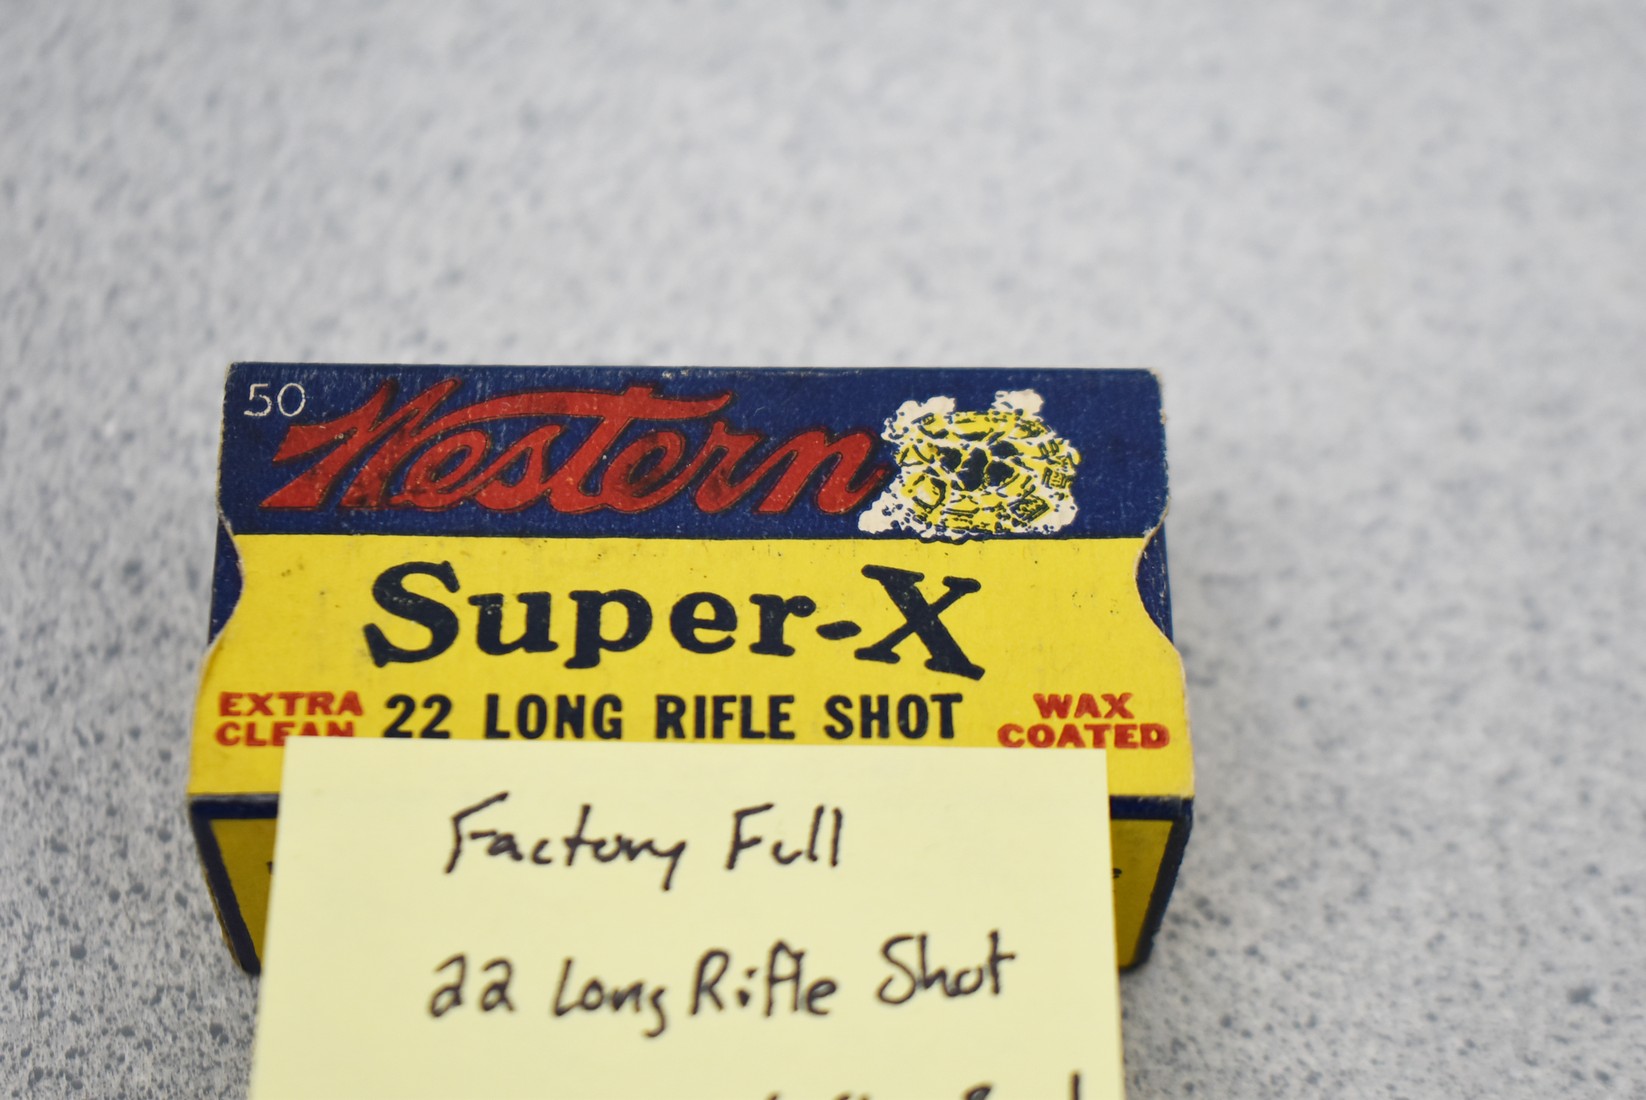 50 Western
Super-X
EXTRA CLEAN 22 LONG RIFLE SHOT WAX COATED
Factory Full
22 Long Rifle Shot